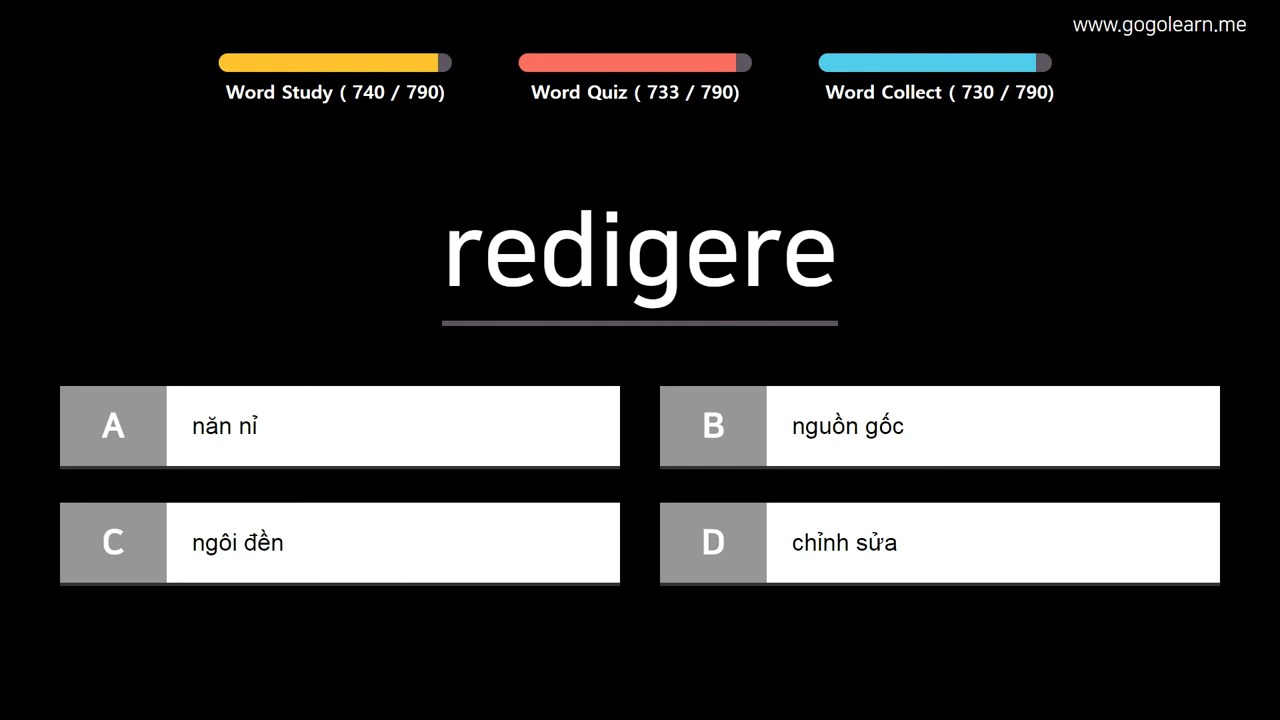 www.gogolearn.me
Word Study ( 740 / 790)
Word Quiz ( 733 / 790)
Word Collect ( 730 / 790)
redigere
A năn nỉ
B nguồn gốc
C ngôi đền
D chỉnh sửa